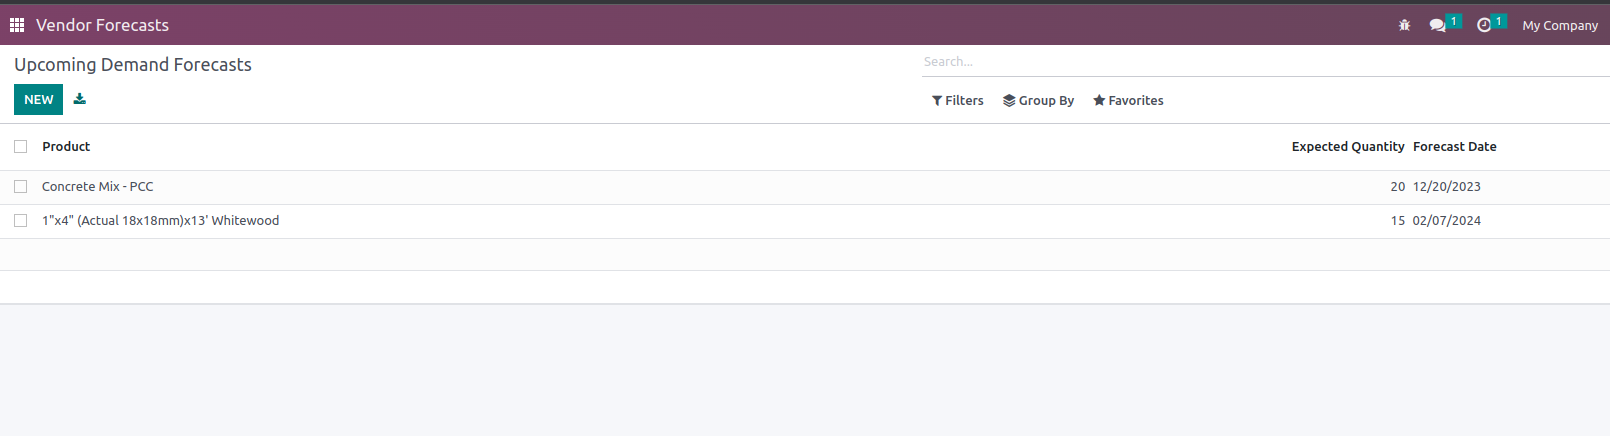 Vendor Forecasts 1 1 My Company
Upcoming Demand Forecasts Search...
NEW Filters Group By Favorites
Product Expected Quantity Forecast Date
Concrete Mix - PCC 20 12/20/2023
1"x4" (Actual 18x18mm)x13' Whitewood 15 02/07/2024